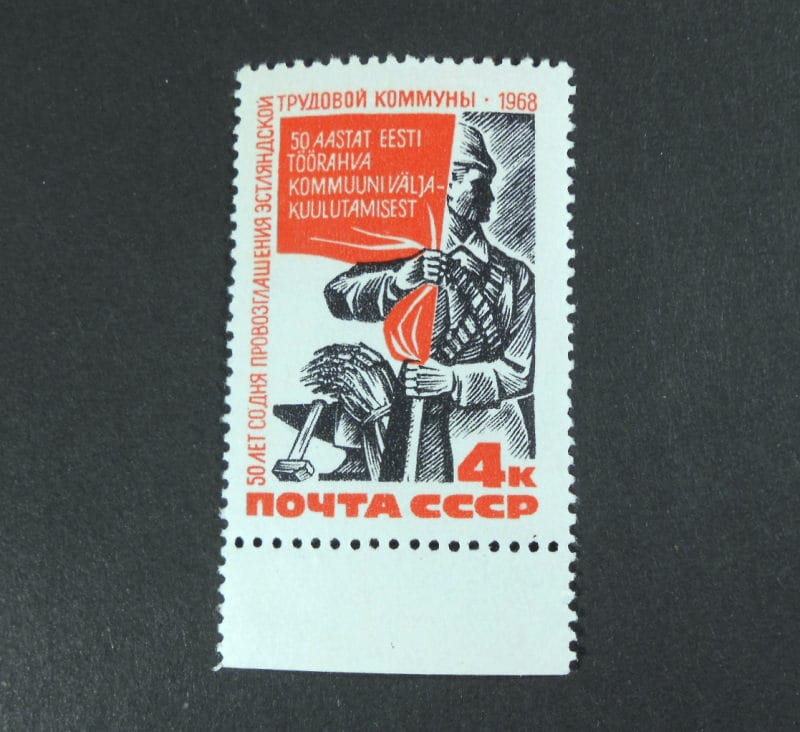 50 ЛЕТ СО ДНЯ ПРОВОЗГЛАШЕНИЯ ЭСТЛЯНДСКОЙ
ТРУДОВОЙ КОММУНЫ · 1968
50 AASTAT EESTI
TÖÖRAHVA
KOMMUUNI VÄLJA-
KUULUTAMISEST
4к
ПОЧТА СССР